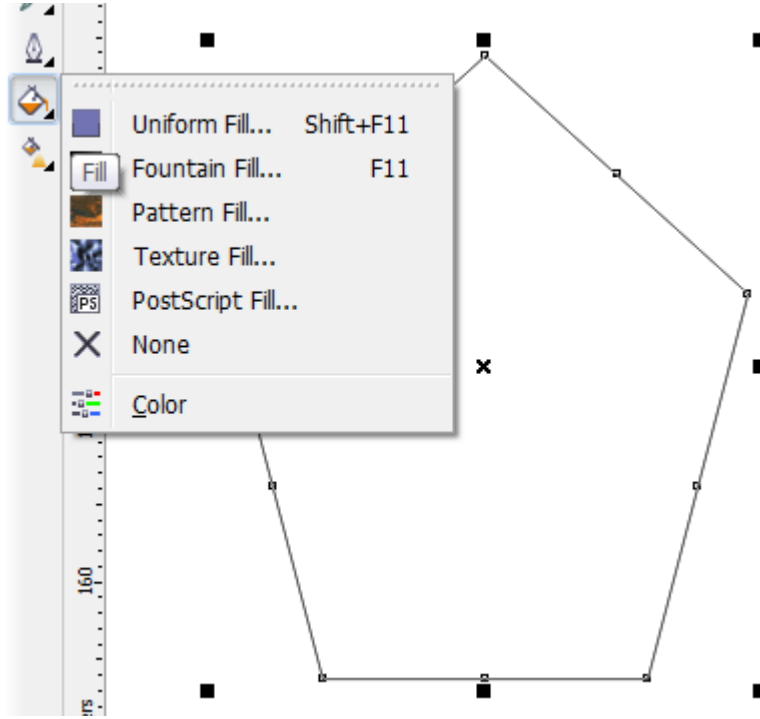 Uniform Fill... Shift+F11
Fill
Fountain Fill... F11
Pattern Fill...
Texture Fill...
PS
PostScript Fill...
None
Color
160